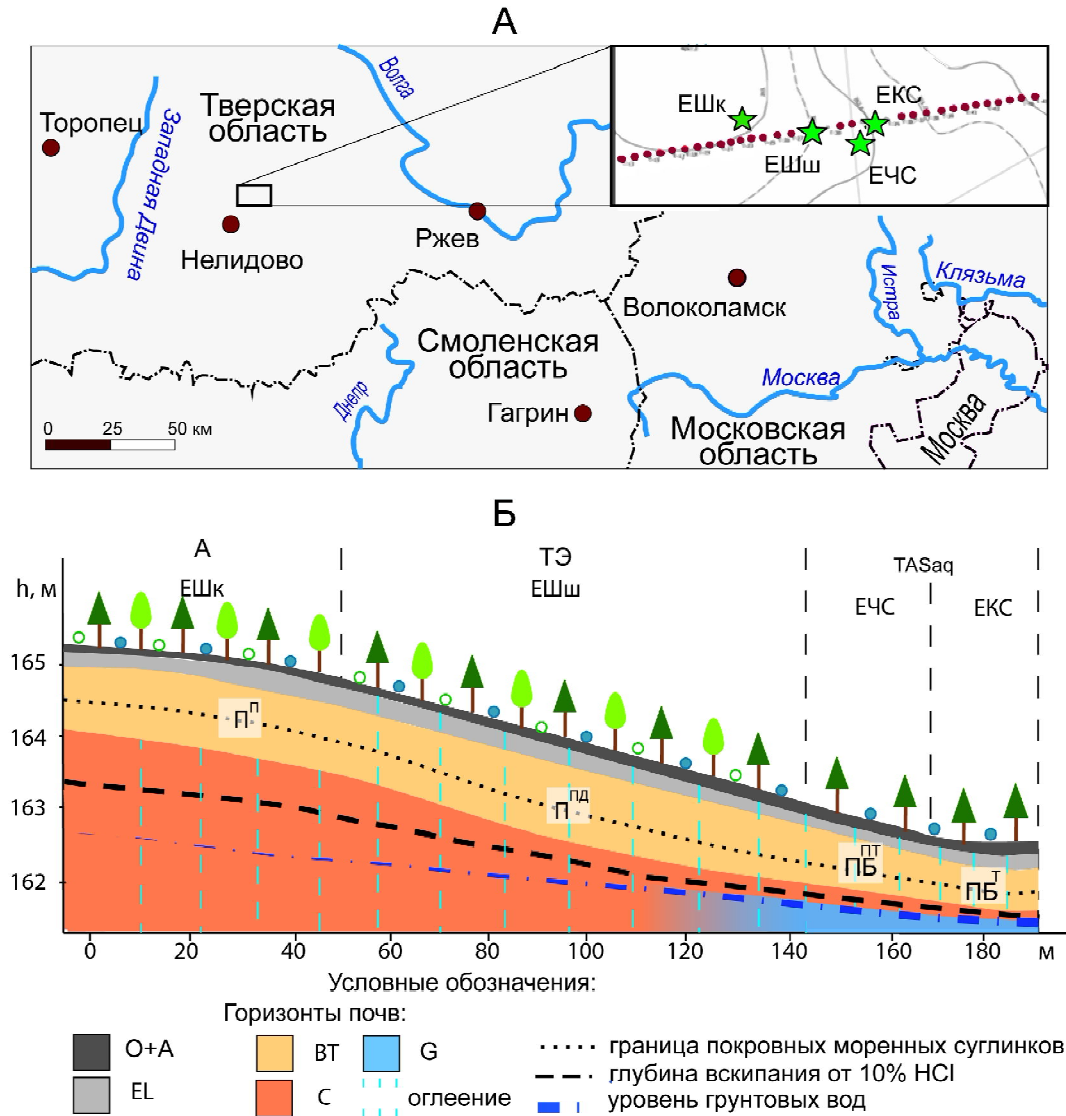 А
Торопец
Западная Двина
Тверская
область
Волга
Нелидово
Ржев
ЕШк
ЕКС
ЕШш
ЕЧС
Волоколамск
Истра
Клязьма
Смоленская
область
Днепр
Гагрин
Москва
Московская
область
Москва
0 25 50 км
Б
А ТЭ TASaq
h, м ЕШк ЕШш ЕЧС ЕКС
165
164
163
162
П^П
П^ПД
ПБ^ПТ
ПБ^Т
0 20 40 60 80 100 120 140 160 180 м
Условные обозначения:
Горизонты почв:
O+A
EL
BT
C
G
оглеение
граница покровных моренных суглинков
глубина вскипания от 10% HCl
уровень грунтовых вод